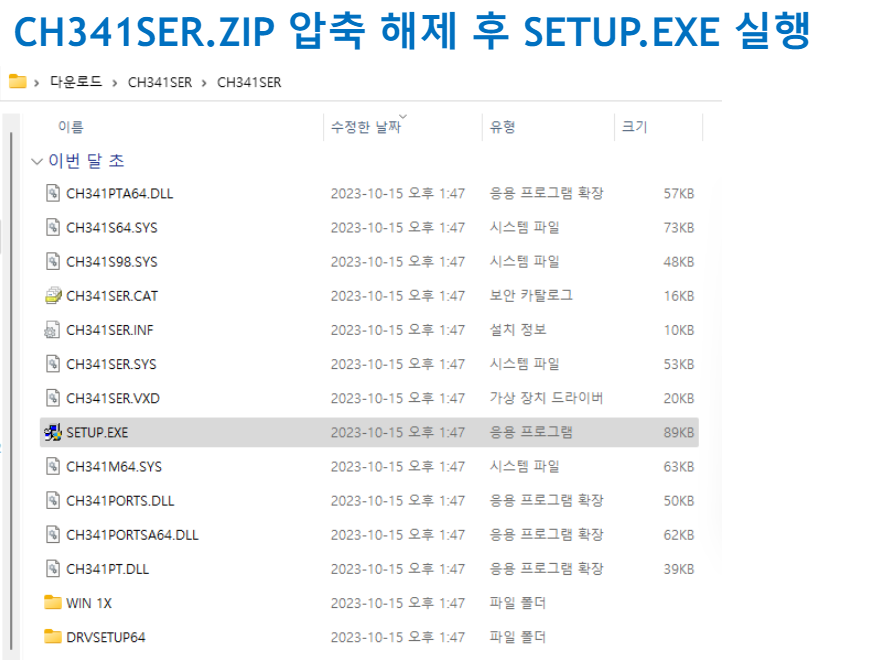 CH341SER.ZIP 압축 해제 후 SETUP.EXE 실행
다운로드 > CH341SER > CH341SER
이름 수정한 날짜 유형 크기
이번 달 초
CH341PTA64.DLL 2023-10-15 오후 1:47 응용 프로그램 확장 57KB
CH341S64.SYS 2023-10-15 오후 1:47 시스템 파일 73KB
CH341S98.SYS 2023-10-15 오후 1:47 시스템 파일 48KB
CH341SER.CAT 2023-10-15 오후 1:47 보안 카탈로그 16KB
CH341SER.INF 2023-10-15 오후 1:47 설치 정보 10KB
CH341SER.SYS 2023-10-15 오후 1:47 시스템 파일 53KB
CH341SER.VXD 2023-10-15 오후 1:47 가상 장치 드라이버 20KB
SETUP.EXE 2023-10-15 오후 1:47 응용 프로그램 89KB
CH341M64.SYS 2023-10-15 오후 1:47 시스템 파일 63KB
CH341PORTS.DLL 2023-10-15 오후 1:47 응용 프로그램 확장 50KB
CH341PORTSA64.DLL 2023-10-15 오후 1:47 응용 프로그램 확장 62KB
CH341PT.DLL 2023-10-15 오후 1:47 응용 프로그램 확장 39KB
WIN 1X 2023-10-15 오후 1:47 파일 폴더
DRVSETUP64 2023-10-15 오후 1:47 파일 폴더